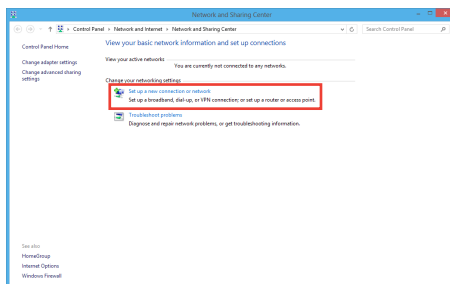 Network and Sharing Center
Control Panel ▸ Network and Internet ▸ Network and Sharing Center
Search Control Panel
Control Panel Home
Change adapter settings
Change advanced sharing
settings
View your basic network information and set up connections
View your active networks
You are currently not connected to any networks.
Change your networking settings
Set up a new connection or network
Set up a broadband, dial-up, or VPN connection; or set up a router or access point.
Troubleshoot problems
Diagnose and repair network problems, or get troubleshooting information.
See also
HomeGroup
Internet Options
Windows Firewall